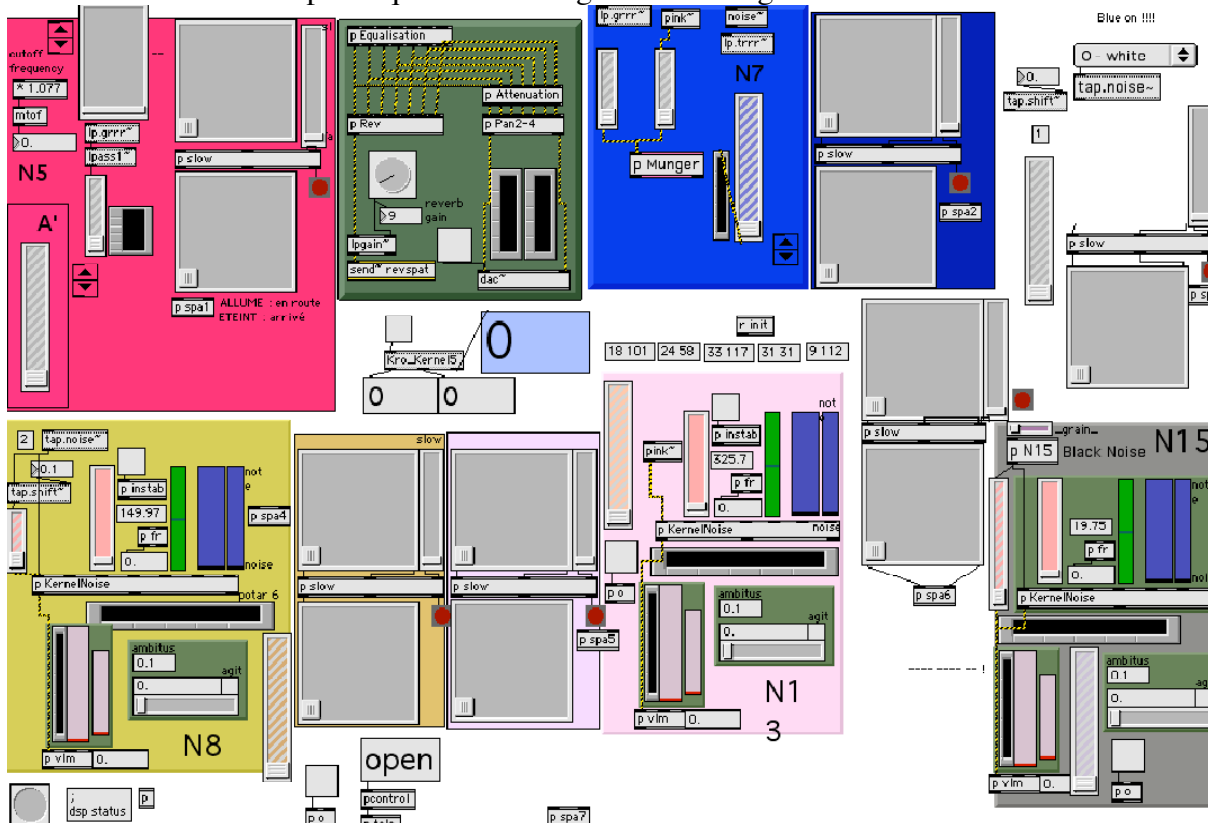 Blue on !!!!
cutoff
frequency
* 1.077
mtof
0.
N5
A'
lp.grrr~
lpass1~
p slow
p spa1
ALLUME : en route
ETEINT : arrivé
p Equalisation
p Attenuation
p Rev
p Pan2-4
9
reverb
gain
lpgain~
send~ revspat
dac~
lp.grrr~
pink~
noise~
lp.trrr~
N7
p Munger
p slow
p spa2
0.
tap.shift~
0 - white
tap.noise~
1
p slow
Kro_Kernel5
0
0
0
r init
18 101
24 58
33 117
31 31
9 112
2
tap.noise~
0.1
tap.shift~
p instab
149.97
p fr
0.
not
e
noise
p spa4
p KernelNoise
potar 6
ambitus
0.1
agit
0.
N8
p vlm
0.
slow
p slow
p slow
p spa5
pink~
p instab
325.7
p fr
0.
not
noise
p KernelNoise
p o
ambitus
0.1
agit
0.
N1
3
p vlm
0.
p slow
p spa6
---- ---- -- !
_grain_
p N15
Black Noise
N15
not
e
19.75
p fr
0.
p KernelNoise
ambitus
0.1
0.
p vlm
0.
p o
;
dsp status
p
p o
open
pcontrol
p spa7